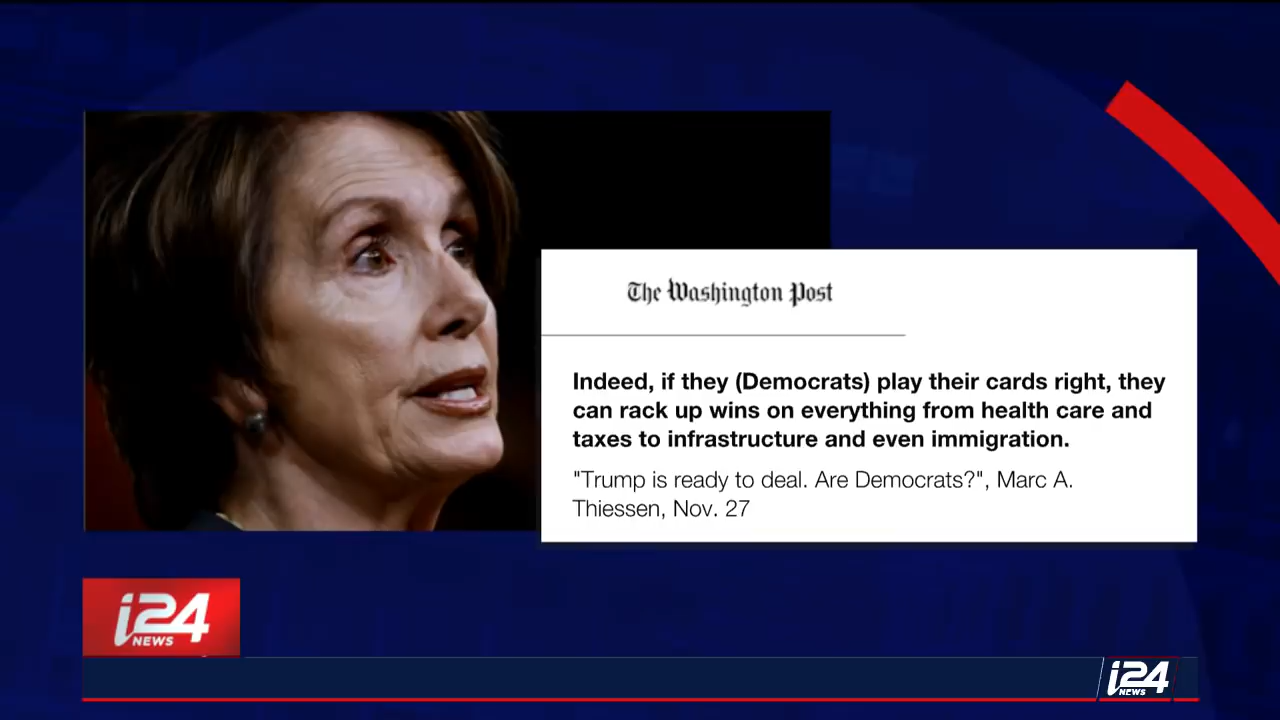 The Washington Post
Indeed, if they (Democrats) play their cards right, they
can rack up wins on everything from health care and
taxes to infrastructure and even immigration.
"Trump is ready to deal. Are Democrats?", Marc A.
Thiessen, Nov. 27
i24
NEWS
i24
NEWS